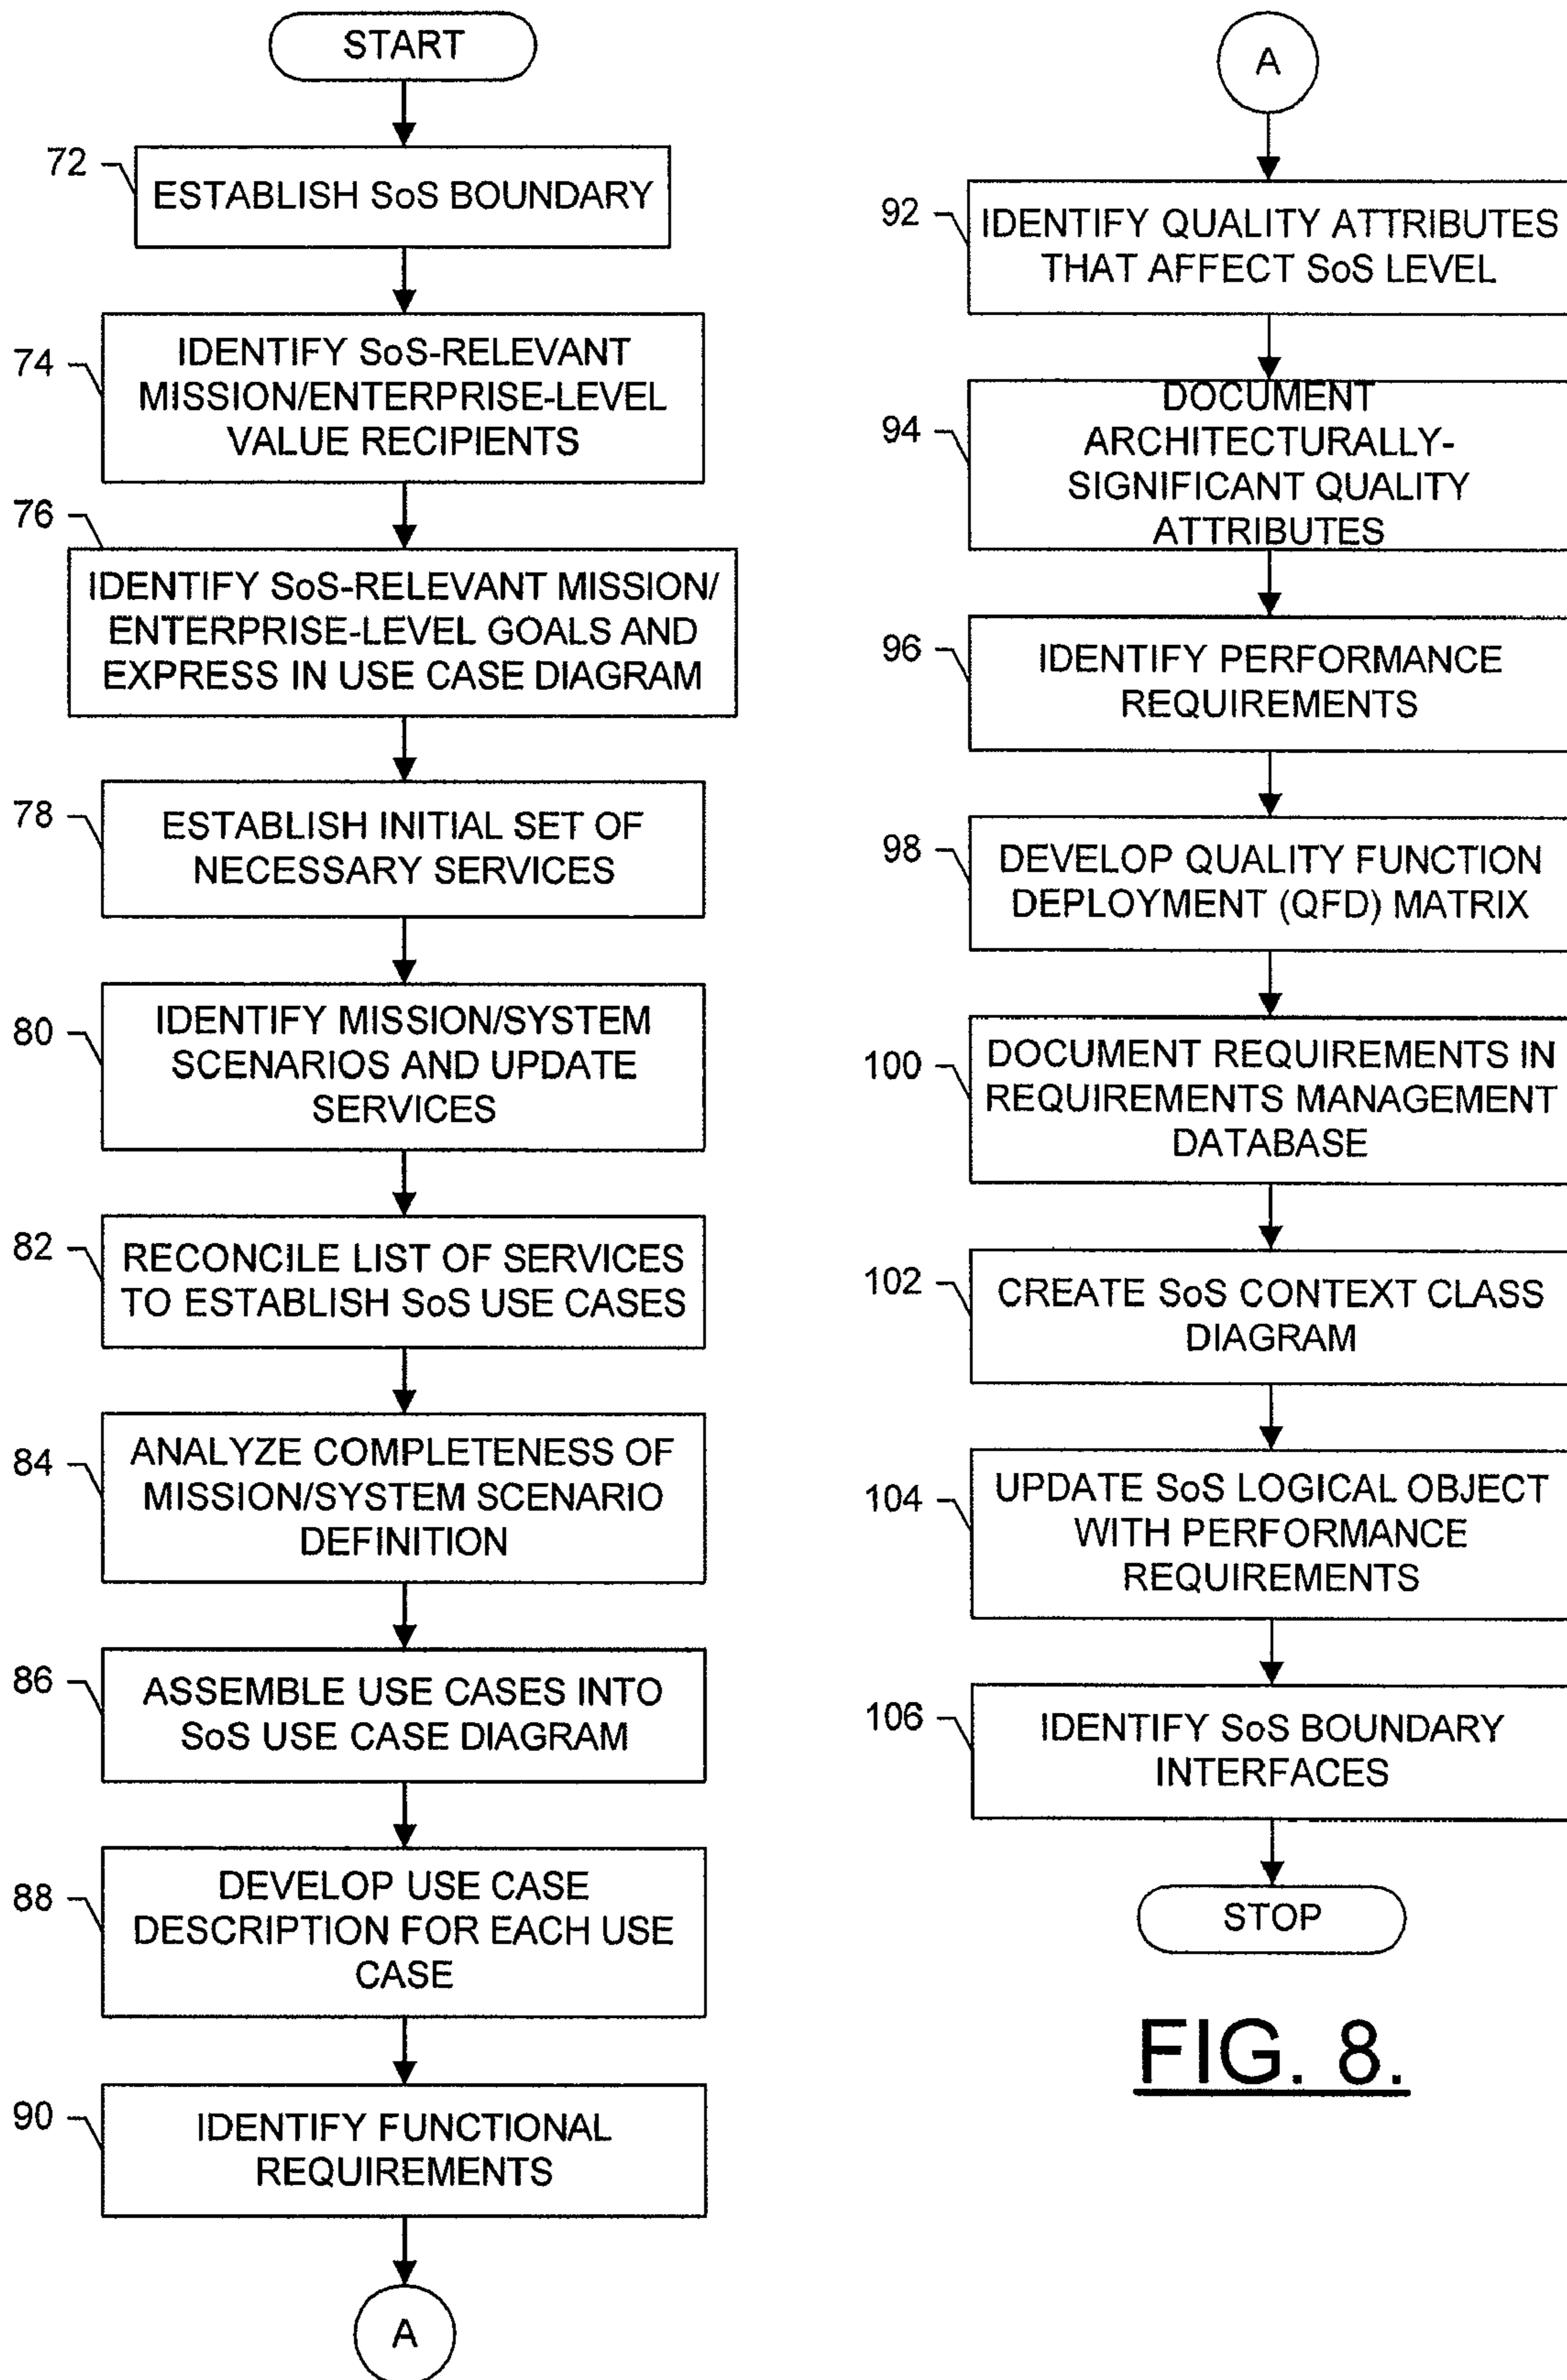 START
72
ESTABLISH SoS BOUNDARY
74
IDENTIFY SoS-RELEVANT
MISSION/ENTERPRISE-LEVEL
VALUE RECIPIENTS
76
IDENTIFY SoS-RELEVANT MISSION/
ENTERPRISE-LEVEL GOALS AND
EXPRESS IN USE CASE DIAGRAM
78
ESTABLISH INITIAL SET OF
NECESSARY SERVICES
80
IDENTIFY MISSION/SYSTEM
SCENARIOS AND UPDATE
SERVICES
82
RECONCILE LIST OF SERVICES
TO ESTABLISH SoS USE CASES
84
ANALYZE COMPLETENESS OF
MISSION/SYSTEM SCENARIO
DEFINITION
86
ASSEMBLE USE CASES INTO
SoS USE CASE DIAGRAM
88
DEVELOP USE CASE
DESCRIPTION FOR EACH USE
CASE
90
IDENTIFY FUNCTIONAL
REQUIREMENTS
A
A
92
IDENTIFY QUALITY ATTRIBUTES
THAT AFFECT SoS LEVEL
94
DOCUMENT
ARCHITECTURALLY-
SIGNIFICANT QUALITY
ATTRIBUTES
96
IDENTIFY PERFORMANCE
REQUIREMENTS
98
DEVELOP QUALITY FUNCTION
DEPLOYMENT (QFD) MATRIX
100
DOCUMENT REQUIREMENTS IN
REQUIREMENTS MANAGEMENT
DATABASE
102
CREATE SoS CONTEXT CLASS
DIAGRAM
104
UPDATE SoS LOGICAL OBJECT
WITH PERFORMANCE
REQUIREMENTS
106
IDENTIFY SoS BOUNDARY
INTERFACES
STOP
FIG. 8.